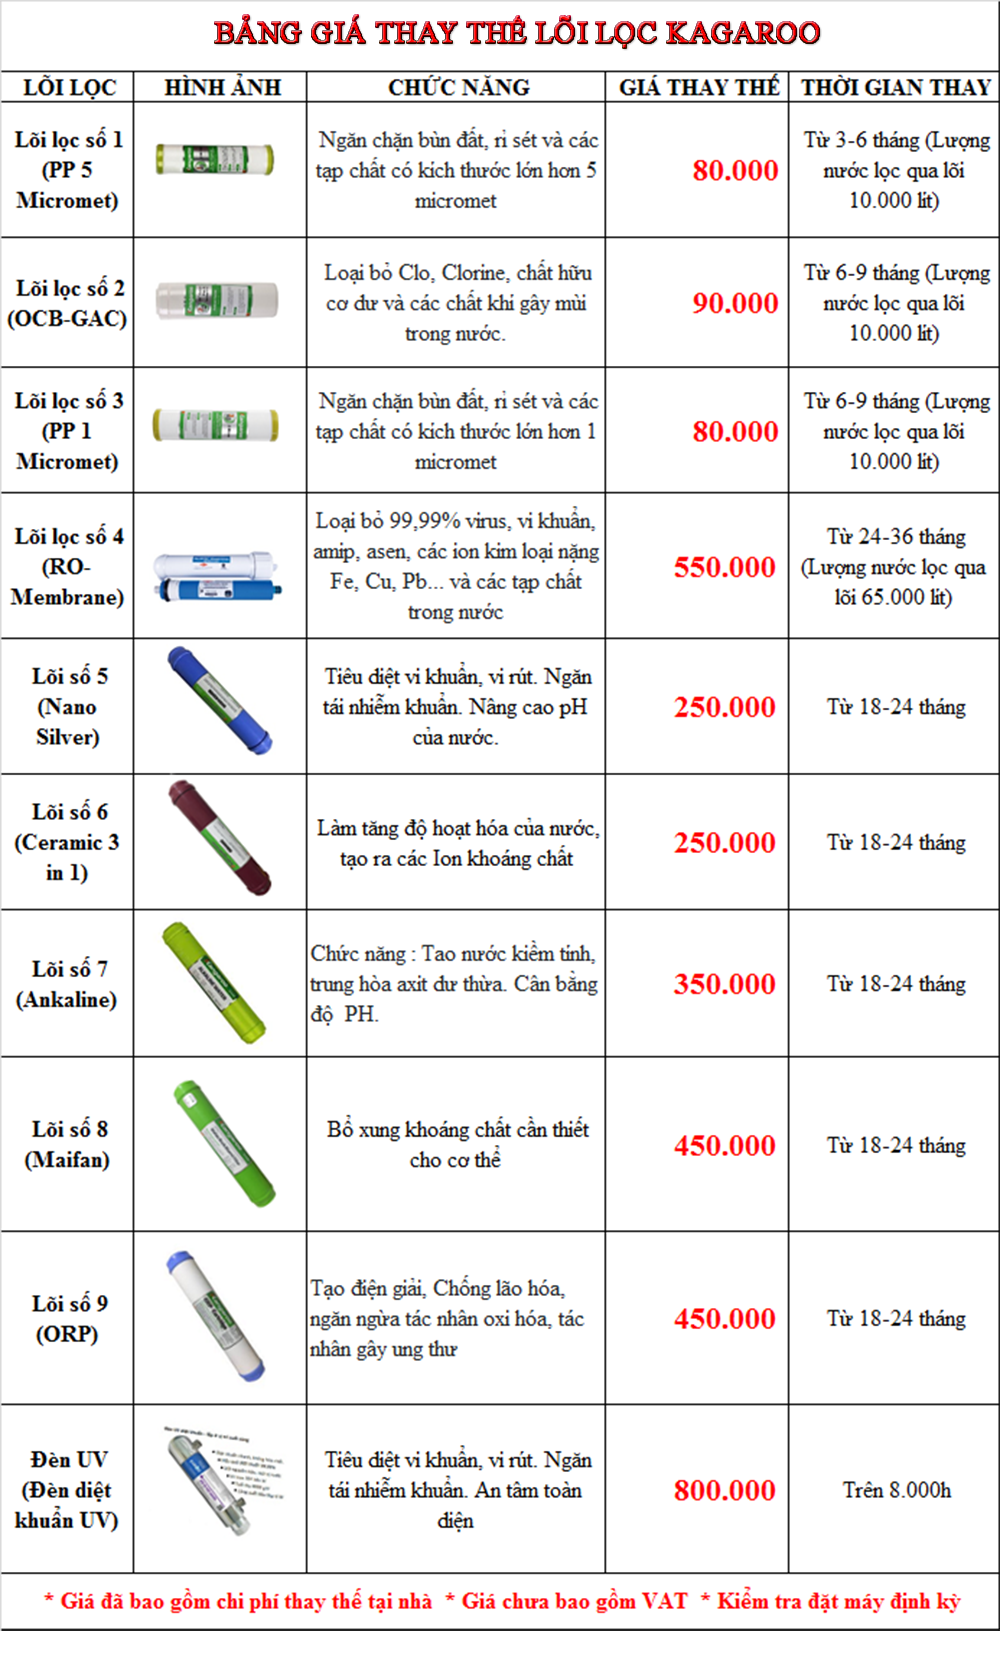 BẢNG GIÁ THAY THẾ LÕI LỌC KAGAROO
LÕI LỌC HÌNH ẢNH CHỨC NĂNG GIÁ THAY THẾ THỜI GIAN THAY
Lõi lọc số 1
(PP 5
Micromet)
Ngăn chặn bùn đất, rỉ sét và các
tạp chất có kích thước lớn hơn 5
micromet
80.000
Từ 3-6 tháng (Lượng
nước lọc qua lõi
10.000 lít)
Lõi lọc số 2
(OCB-GAC)
Loại bỏ Clo, Clorine, chất hữu
cơ dư và các chất khí gây mùi
trong nước.
90.000
Từ 6-9 tháng (Lượng
nước lọc qua lõi
10.000 lít)
Lõi lọc số 3
(PP 1
Micromet)
Ngăn chặn bùn đất, rỉ sét và các
tạp chất có kích thước lớn hơn 1
micromet
80.000
Từ 6-9 tháng (Lượng
nước lọc qua lõi
10.000 lít)
Lõi lọc số 4
(RO-
Membrane)
Loại bỏ 99,99% virus, vi khuẩn,
amip, asen, các ion kim loại nặng
Fe, Cu, Pb... và các tạp chất
trong nước
550.000
Từ 24-36 tháng
(Lượng nước lọc qua
lõi 65.000 lít)
Lõi số 5
(Nano
Silver)
Tiêu diệt vi khuẩn, vi rút. Ngăn
tái nhiễm khuẩn. Nâng cao pH
của nước.
250.000
Từ 18-24 tháng
Lõi số 6
(Ceramic 3
in 1)
Làm tăng độ hoạt hóa của nước,
tạo ra các Ion khoáng chất
250.000
Từ 18-24 tháng
Lõi số 7
(Ankaline)
Chức năng : Tao nước kiềm tính,
trung hòa axit dư thừa. Cân bằng
độ PH.
350.000
Từ 18-24 tháng
Lõi số 8
(Maifan)
Bổ xung khoáng chất cần thiết
cho cơ thể
450.000
Từ 18-24 tháng
Lõi số 9
(ORP)
Tạo điện giải, Chống lão hóa,
ngăn ngừa tác nhân oxi hóa, tác
nhân gây ung thư
450.000
Từ 18-24 tháng
Đèn UV
(Đèn diệt
khuẩn UV)
Tiêu diệt vi khuẩn, vi rút. Ngăn
tái nhiễm khuẩn. An tâm toàn
diện
800.000
Trên 8.000h
* Giá đã bao gồm chi phí thay thế tại nhà * Giá chưa bao gồm VAT * Kiểm tra đặt máy định kỳ